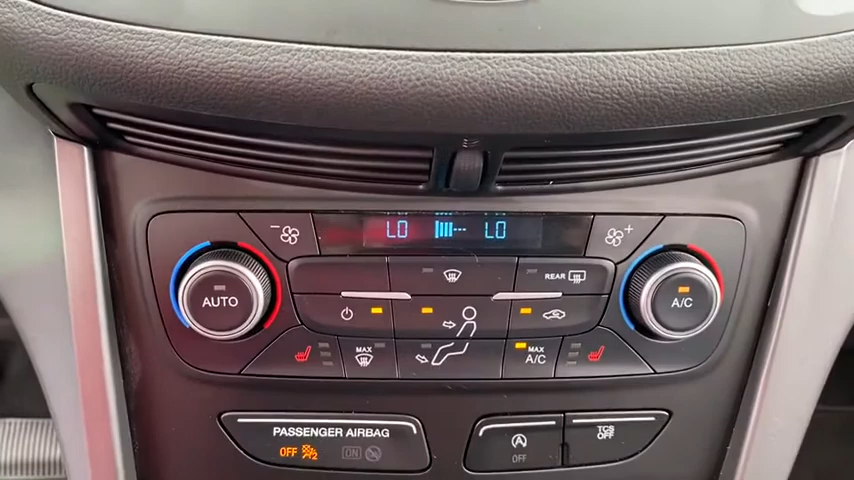 LO LO
REAR
AUTO
A/C
MAX
MAX
A/C
PASSENGER AIRBAG
OFF ON
OFF
TCS
OFF